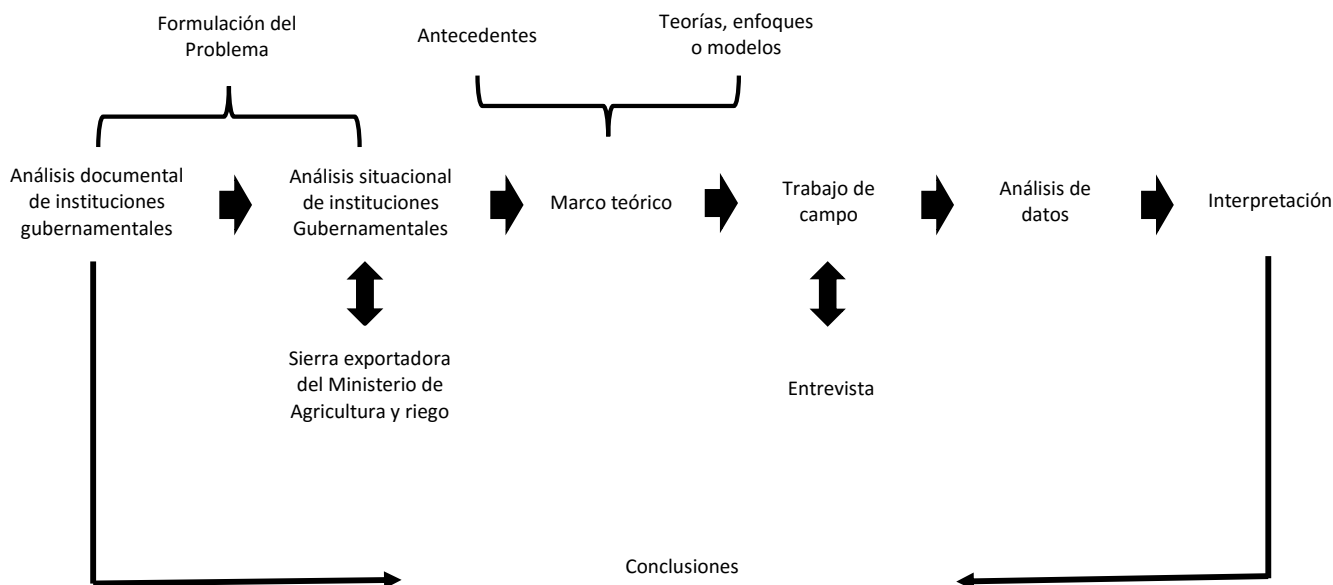 Formulación del
Problema
Antecedentes
Teorías, enfoques
o modelos
Análisis documental
de instituciones
gubernamentales
Análisis situacional
de instituciones
Gubernamentales
Marco teórico
Trabajo de
campo
Análisis de
datos
Interpretación
Sierra exportadora
del Ministerio de
Agricultura y riego
Entrevista
Conclusiones